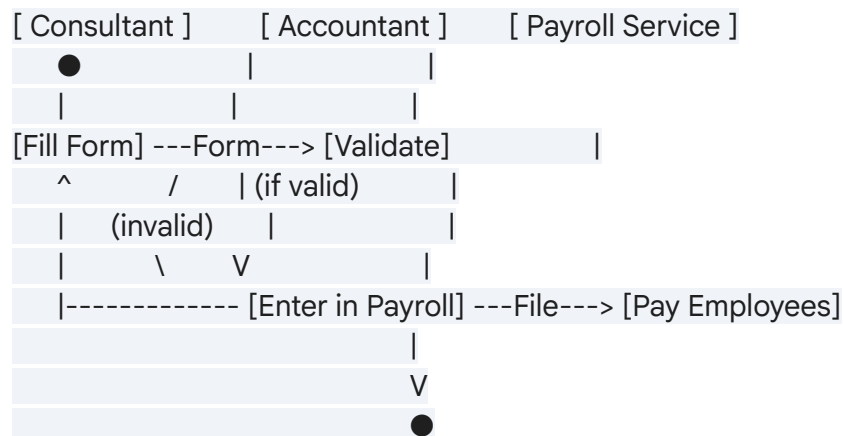 [ Consultant ]       [ Accountant ]       [ Payroll Service ]
      ●                    |                    |
      |                    |                    |
[Fill Form] ---Form---> [Validate]                 |
      ^            /       | (if valid)            |
      |      (invalid)       |                     |
      |            \         V                     |
      |------------- [Enter in Payroll] ---File---> [Pay Employees]
                                              |
                                              V
                                              ●